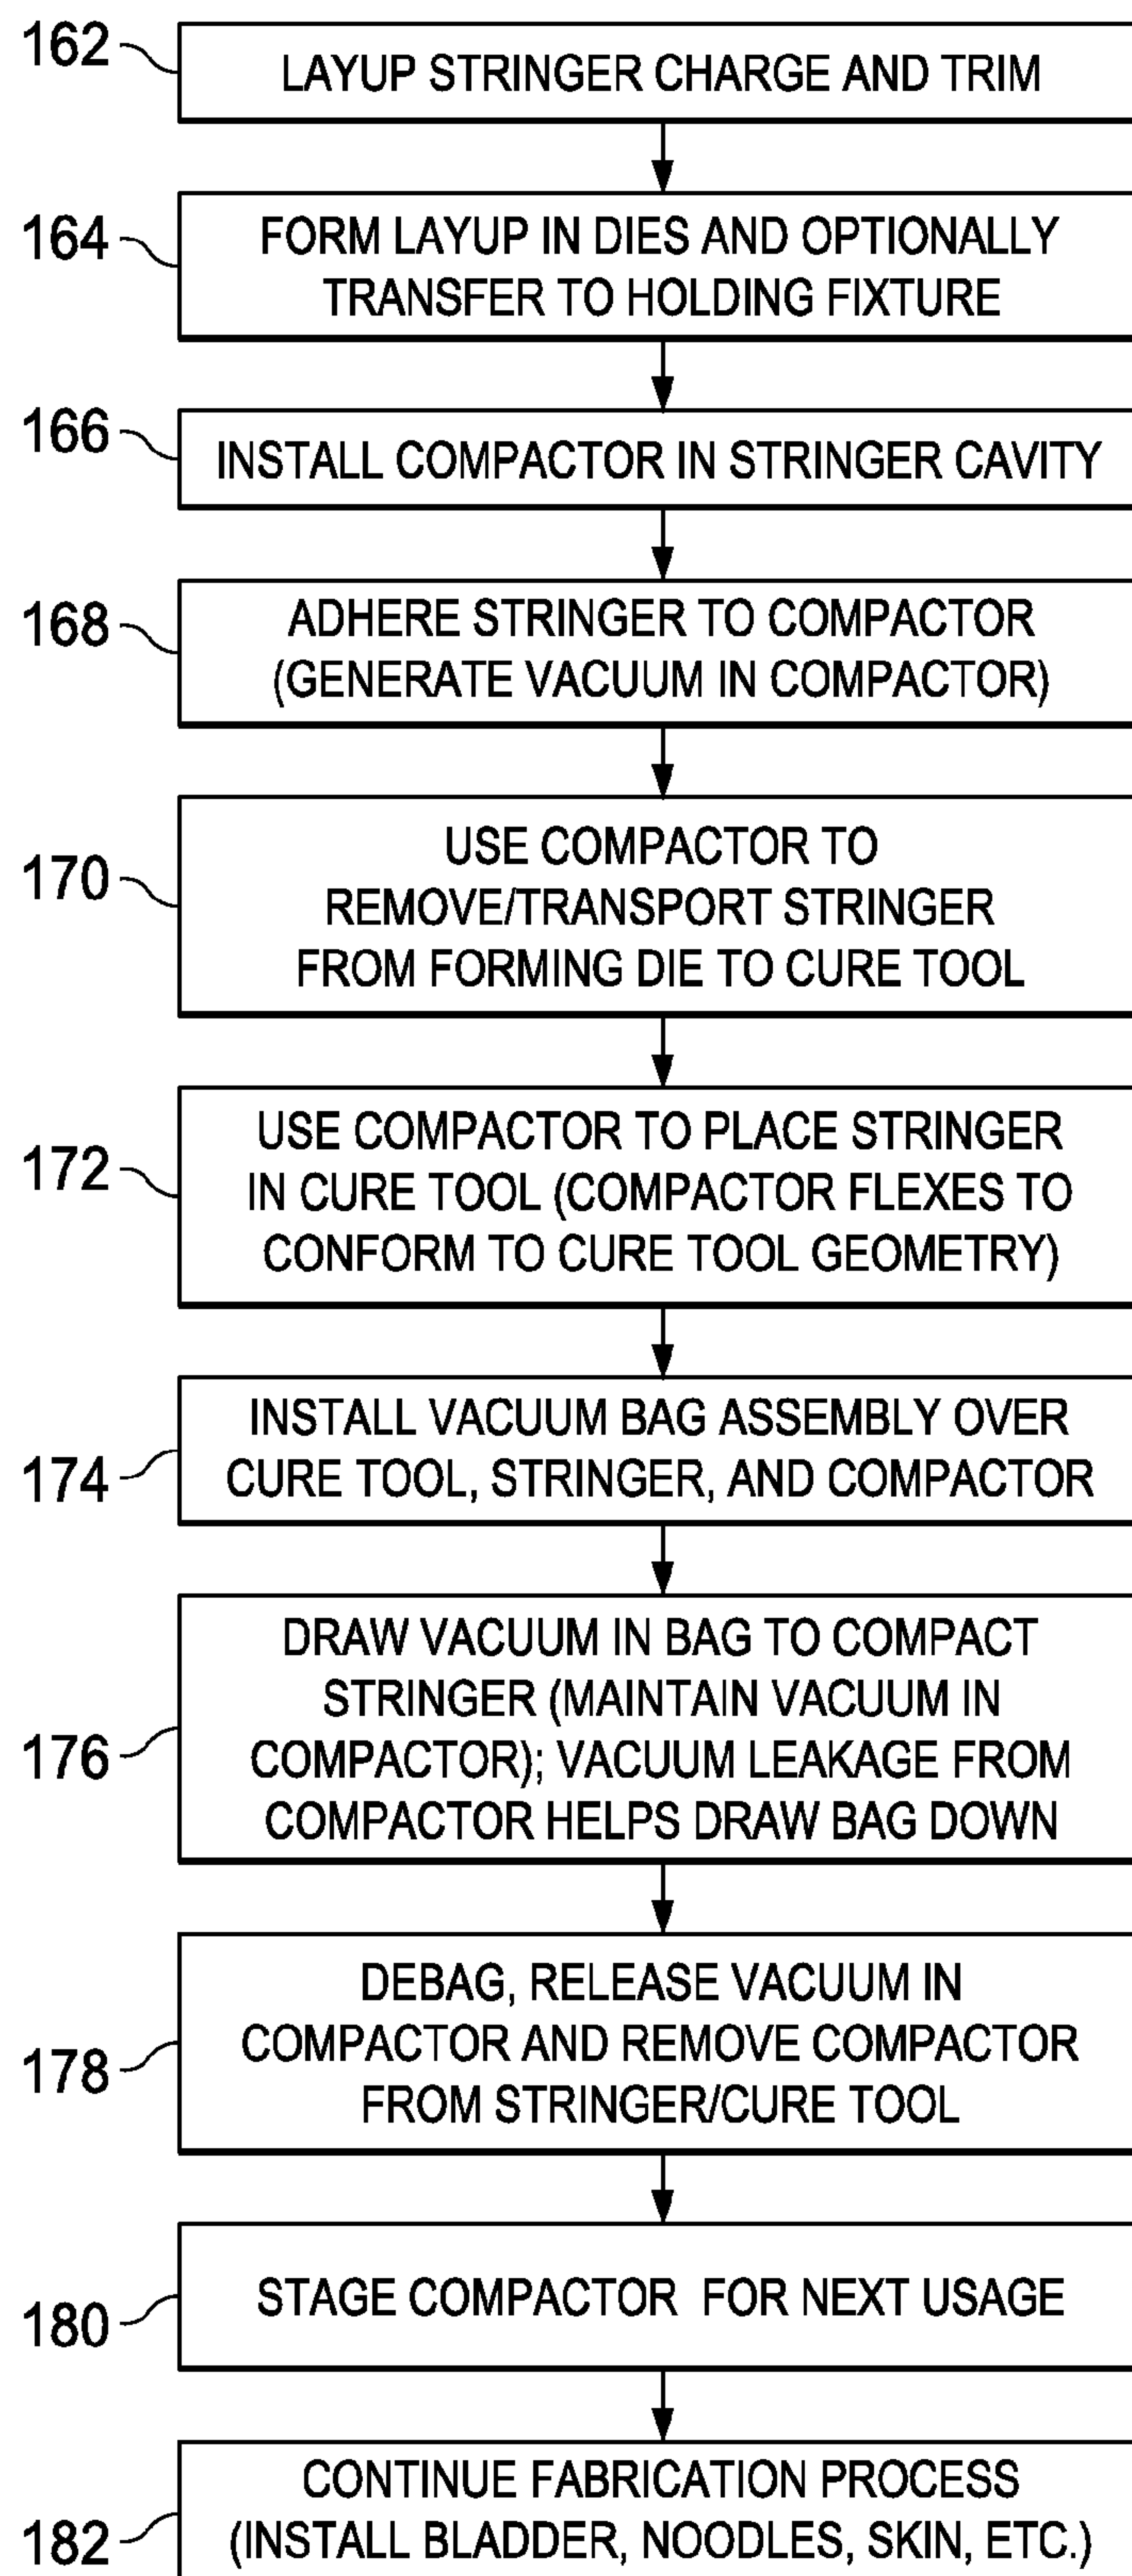 162
LAYUP STRINGER CHARGE AND TRIM
164
FORM LAYUP IN DIES AND OPTIONALLY
TRANSFER TO HOLDING FIXTURE
166
INSTALL COMPACTOR IN STRINGER CAVITY
168
ADHERE STRINGER TO COMPACTOR
(GENERATE VACUUM IN COMPACTOR)
170
USE COMPACTOR TO
REMOVE/TRANSPORT STRINGER
FROM FORMING DIE TO CURE TOOL
172
USE COMPACTOR TO PLACE STRINGER
IN CURE TOOL (COMPACTOR FLEXES TO
CONFORM TO CURE TOOL GEOMETRY)
174
INSTALL VACUUM BAG ASSEMBLY OVER
CURE TOOL, STRINGER, AND COMPACTOR
176
DRAW VACUUM IN BAG TO COMPACT
STRINGER (MAINTAIN VACUUM IN
COMPACTOR); VACUUM LEAKAGE FROM
COMPACTOR HELPS DRAW BAG DOWN
178
DEBAG, RELEASE VACUUM IN
COMPACTOR AND REMOVE COMPACTOR
FROM STRINGER/CURE TOOL
180
STAGE COMPACTOR FOR NEXT USAGE
182
CONTINUE FABRICATION PROCESS
(INSTALL BLADDER, NOODLES, SKIN, ETC.)